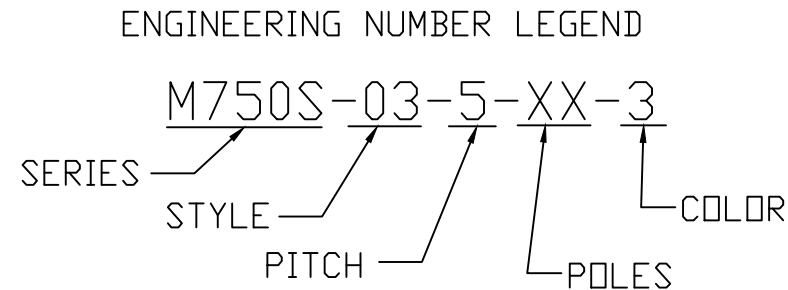 ENGINEERING NUMBER LEGEND
M750S-03-5-XX-3
SERIES
STYLE
COLOR
PITCH
POLES